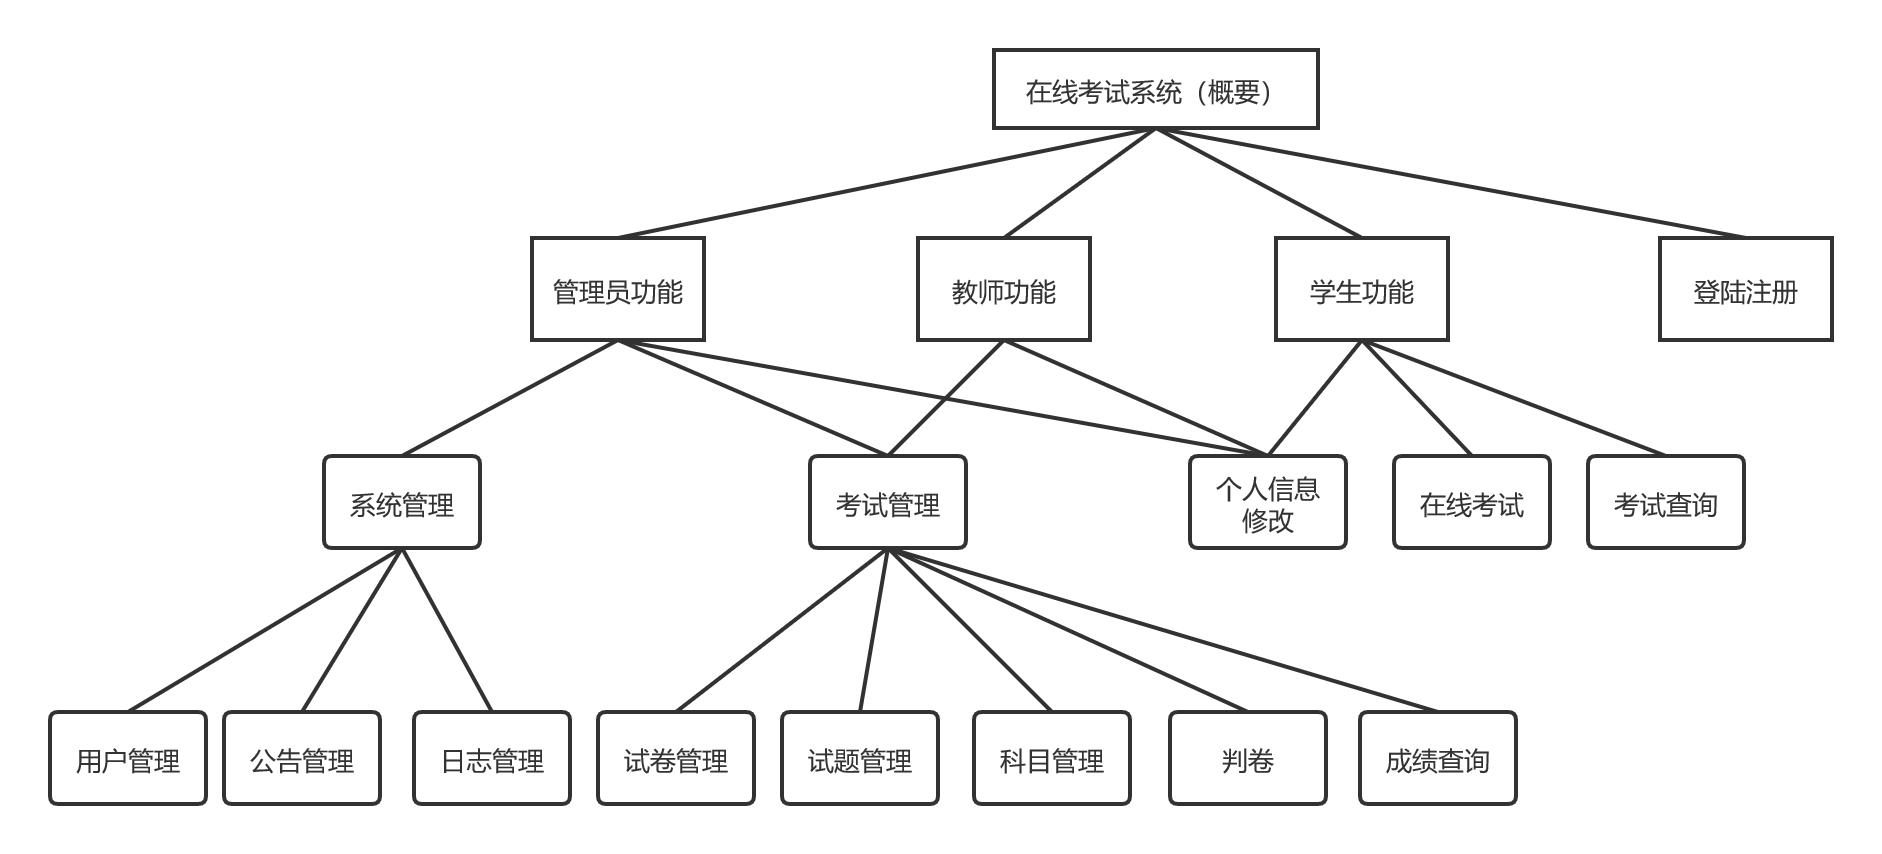 在线考试系统（概要）
管理员功能
教师功能
学生功能
登陆注册
系统管理
考试管理
个人信息
修改
在线考试
考试查询
用户管理
公告管理
日志管理
试卷管理
试题管理
科目管理
判卷
成绩查询